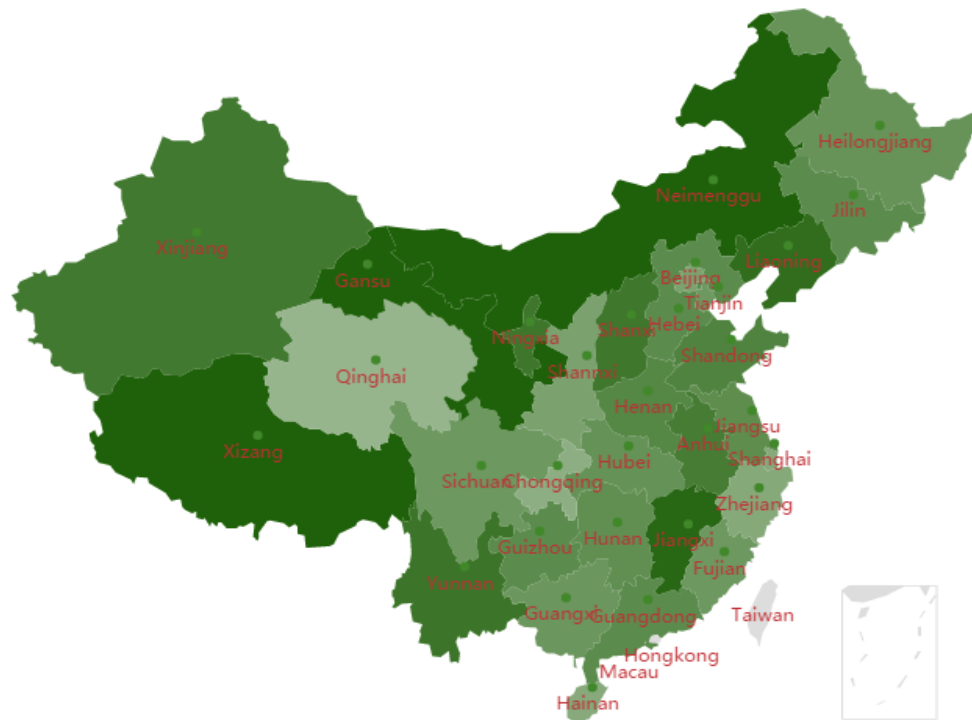 Heilongjiang
Neimenggu
Jilin
Xinjiang
Liaoning
Gansu
Beijing
Tianjin
Hebei
Shanxi
Ningxia
Shandong
Shannxi
Qinghai
Henan
Jiangsu
Anhui
Xizang
Hubei
Shanghai
Sichuan
Chongqing
Zhejiang
Guizhou
Hunan
Jiangxi
Fujian
Yunnan
Guangxi
Guangdong
Taiwan
Hongkong
Macau
Hainan